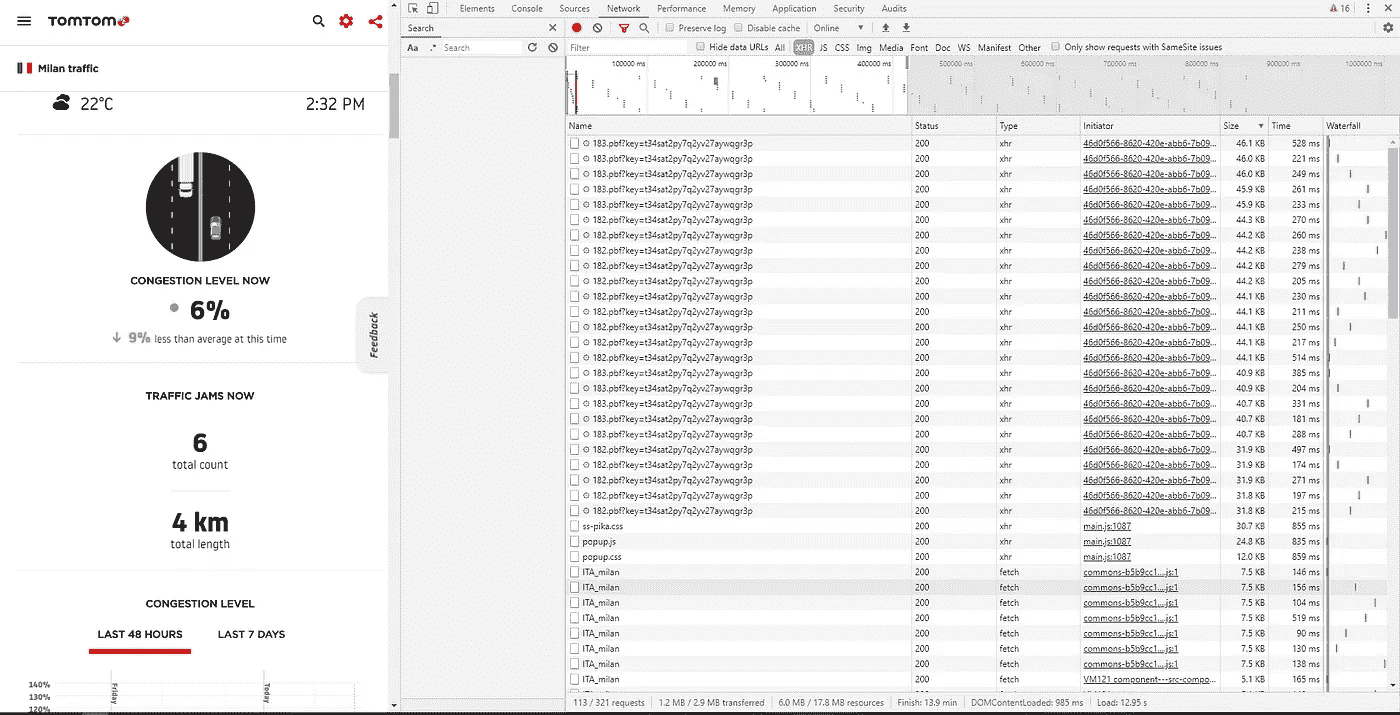 TOMTOM
Milan traffic
22°C 2:32 PM
CONGESTION LEVEL NOW
6%
9% less than average at this time
Feedback
TRAFFIC JAMS NOW
6
total count
4 km
total length
CONGESTION LEVEL
LAST 48 HOURS LAST 7 DAYS
140%
130%
120%
Friday
Today
Elements Console Sources Network Performance Memory Application Security Audits 16
Search
Aa .* Search
Preserve log Disable cache Online
Filter Hide data URLs All XHR JS CSS Img Media Font Doc WS Manifest Other Only show requests with SameSite issues
100000 ms 200000 ms 300000 ms 400000 ms 500000 ms 600000 ms 700000 ms 800000 ms 900000 ms 1000000 ms
Name Status Type Initiator Size Time Waterfall
183.pbf?key=t34sat2py7q2yv27aywqgr3p 200 xhr 46d0f566-8620-420e-abb6-7b09... 46.1 KB 528 ms
183.pbf?key=t34sat2py7q2yv27aywqgr3p 200 xhr 46d0f566-8620-420e-abb6-7b09... 46.0 KB 221 ms
183.pbf?key=t34sat2py7q2yv27aywqgr3p 200 xhr 46d0f566-8620-420e-abb6-7b09... 46.0 KB 249 ms
183.pbf?key=t34sat2py7q2yv27aywqgr3p 200 xhr 46d0f566-8620-420e-abb6-7b09... 45.9 KB 261 ms
183.pbf?key=t34sat2py7q2yv27aywqgr3p 200 xhr 46d0f566-8620-420e-abb6-7b09... 45.9 KB 233 ms
182.pbf?key=t34sat2py7q2yv27aywqgr3p 200 xhr 46d0f566-8620-420e-abb6-7b09... 44.3 KB 270 ms
182.pbf?key=t34sat2py7q2yv27aywqgr3p 200 xhr 46d0f566-8620-420e-abb6-7b09... 44.2 KB 260 ms
182.pbf?key=t34sat2py7q2yv27aywqgr3p 200 xhr 46d0f566-8620-420e-abb6-7b09... 44.2 KB 238 ms
182.pbf?key=t34sat2py7q2yv27aywqgr3p 200 xhr 46d0f566-8620-420e-abb6-7b09... 44.2 KB 279 ms
182.pbf?key=t34sat2py7q2yv27aywqgr3p 200 xhr 46d0f566-8620-420e-abb6-7b09... 44.2 KB 205 ms
182.pbf?key=t34sat2py7q2yv27aywqgr3p 200 xhr 46d0f566-8620-420e-abb6-7b09... 44.1 KB 230 ms
182.pbf?key=t34sat2py7q2yv27aywqgr3p 200 xhr 46d0f566-8620-420e-abb6-7b09... 44.1 KB 211 ms
182.pbf?key=t34sat2py7q2yv27aywqgr3p 200 xhr 46d0f566-8620-420e-abb6-7b09... 44.1 KB 250 ms
182.pbf?key=t34sat2py7q2yv27aywqgr3p 200 xhr 46d0f566-8620-420e-abb6-7b09... 44.1 KB 217 ms
182.pbf?key=t34sat2py7q2yv27aywqgr3p 200 xhr 46d0f566-8620-420e-abb6-7b09... 44.1 KB 514 ms
183.pbf?key=t34sat2py7q2yv27aywqgr3p 200 xhr 46d0f566-8620-420e-abb6-7b09... 40.9 KB 385 ms
183.pbf?key=t34sat2py7q2yv27aywqgr3p 200 xhr 46d0f566-8620-420e-abb6-7b09... 40.9 KB 204 ms
183.pbf?key=t34sat2py7q2yv27aywqgr3p 200 xhr 46d0f566-8620-420e-abb6-7b09... 40.7 KB 331 ms
183.pbf?key=t34sat2py7q2yv27aywqgr3p 200 xhr 46d0f566-8620-420e-abb6-7b09... 40.7 KB 181 ms
183.pbf?key=t34sat2py7q2yv27aywqgr3p 200 xhr 46d0f566-8620-420e-abb6-7b09... 40.7 KB 288 ms
182.pbf?key=t34sat2py7q2yv27aywqgr3p 200 xhr 46d0f566-8620-420e-abb6-7b09... 31.9 KB 497 ms
182.pbf?key=t34sat2py7q2yv27aywqgr3p 200 xhr 46d0f566-8620-420e-abb6-7b09... 31.9 KB 174 ms
182.pbf?key=t34sat2py7q2yv27aywqgr3p 200 xhr 46d0f566-8620-420e-abb6-7b09... 31.9 KB 271 ms
182.pbf?key=t34sat2py7q2yv27aywqgr3p 200 xhr 46d0f566-8620-420e-abb6-7b09... 31.8 KB 197 ms
182.pbf?key=t34sat2py7q2yv27aywqgr3p 200 xhr 46d0f566-8620-420e-abb6-7b09... 31.8 KB 215 ms
ss-pika.css 200 xhr main.js:1087 30.7 KB 855 ms
popup.js 200 xhr main.js:1087 24.8 KB 835 ms
popup.css 200 xhr main.js:1087 12.0 KB 859 ms
ITA_milan 200 fetch commons-b5b9cc1....js:1 7.5 KB 146 ms
ITA_milan 200 fetch commons-b5b9cc1....js:1 7.5 KB 156 ms
ITA_milan 200 fetch commons-b5b9cc1....js:1 7.5 KB 104 ms
ITA_milan 200 fetch commons-b5b9cc1....js:1 7.5 KB 519 ms
ITA_milan 200 fetch commons-b5b9cc1....js:1 7.5 KB 90 ms
ITA_milan 200 fetch commons-b5b9cc1....js:1 7.5 KB 130 ms
ITA_milan 200 fetch commons-b5b9cc1....js:1 7.5 KB 138 ms
ITA_milan 200 fetch VM121 component---src-compo... 5.1 KB 165 ms
113 / 321 requests 1.2 MB / 2.9 MB transferred 6.0 MB / 17.8 MB resources Finish: 13.9 min DOMContentLoaded: 985 ms Load: 12.95 s